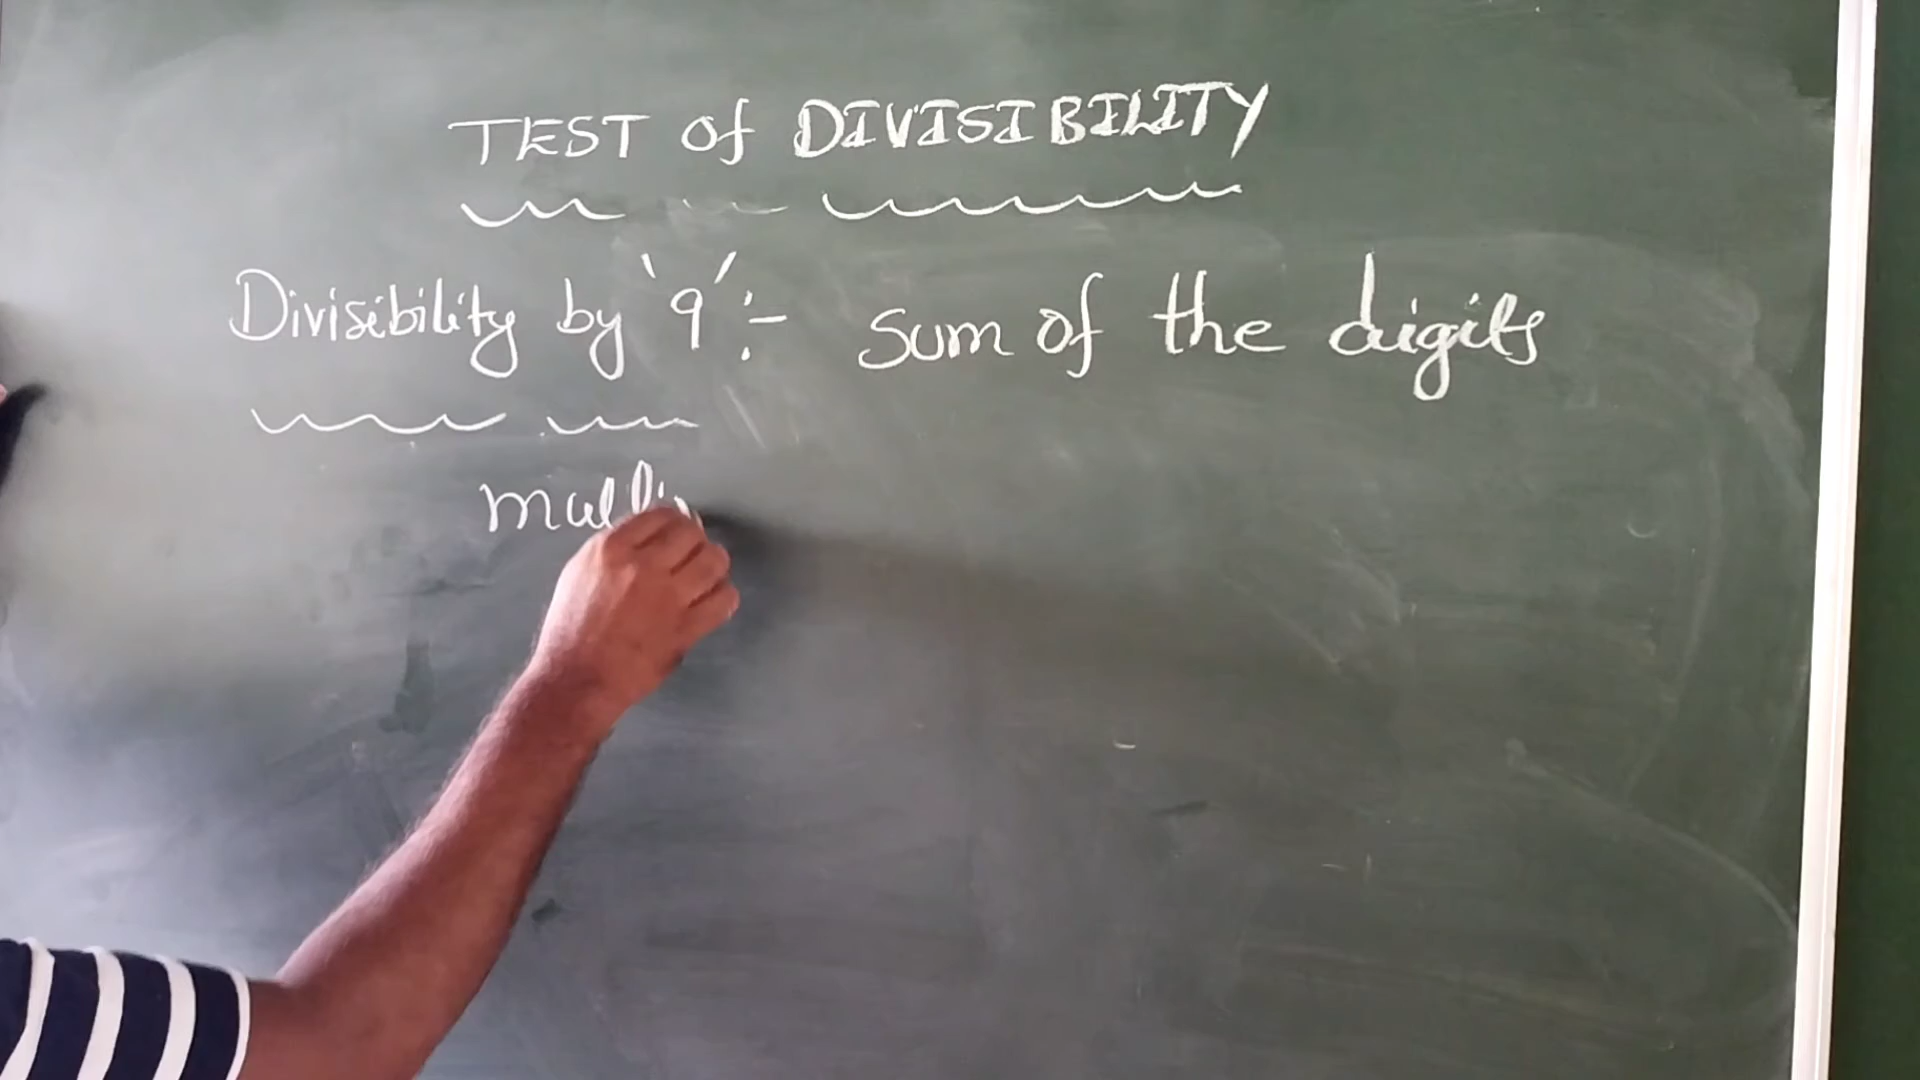 TEST of DIVISIBILITY
Divisibility by '9' :- Sum of the digits